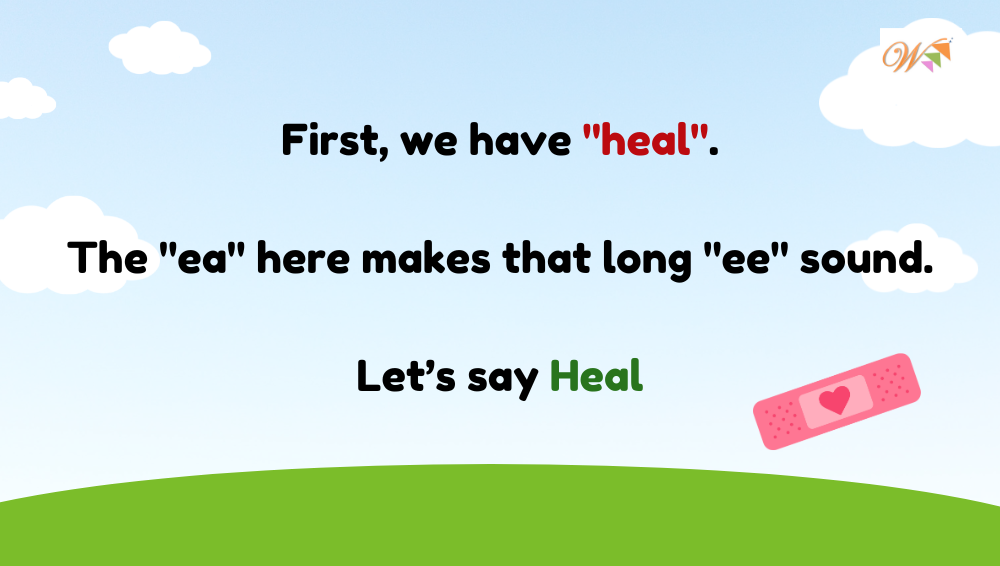 W
First, we have "heal".
The "ea" here makes that long "ee" sound.
Let’s say Heal